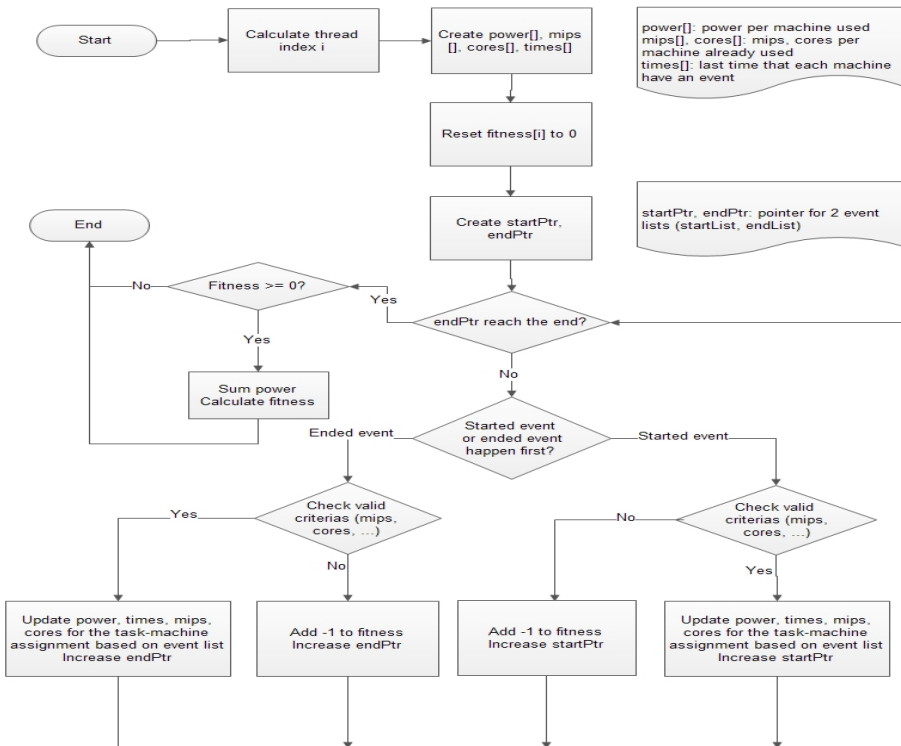 Start
Calculate thread
index i
Create power[], mips
[], cores[], times[]
power[]: power per machine used
mips[], cores[]: mips, cores per
machine already used
times[]: last time that each machine
have an event
Reset fitness[i] to 0
Create startPtr,
endPtr
startPtr, endPtr: pointer for 2 event
lists (startList, endList)
End
No
Fitness >= 0?
Yes
endPtr reach the end?
Yes
No
Sum power
Calculate fitness
Ended event
Started event
or ended event
happen first?
Started event
Yes
Check valid
criterias (mips,
cores, ...)
No
No
Check valid
criterias (mips,
cores, ...)
Yes
Update power, times, mips,
cores for the task-machine
assignment based on event list
Increase endPtr
Add -1 to fitness
Increase endPtr
Add -1 to fitness
Increase startPtr
Update power, times, mips,
cores for the task-machine
assignment based on event list
Increase startPtr